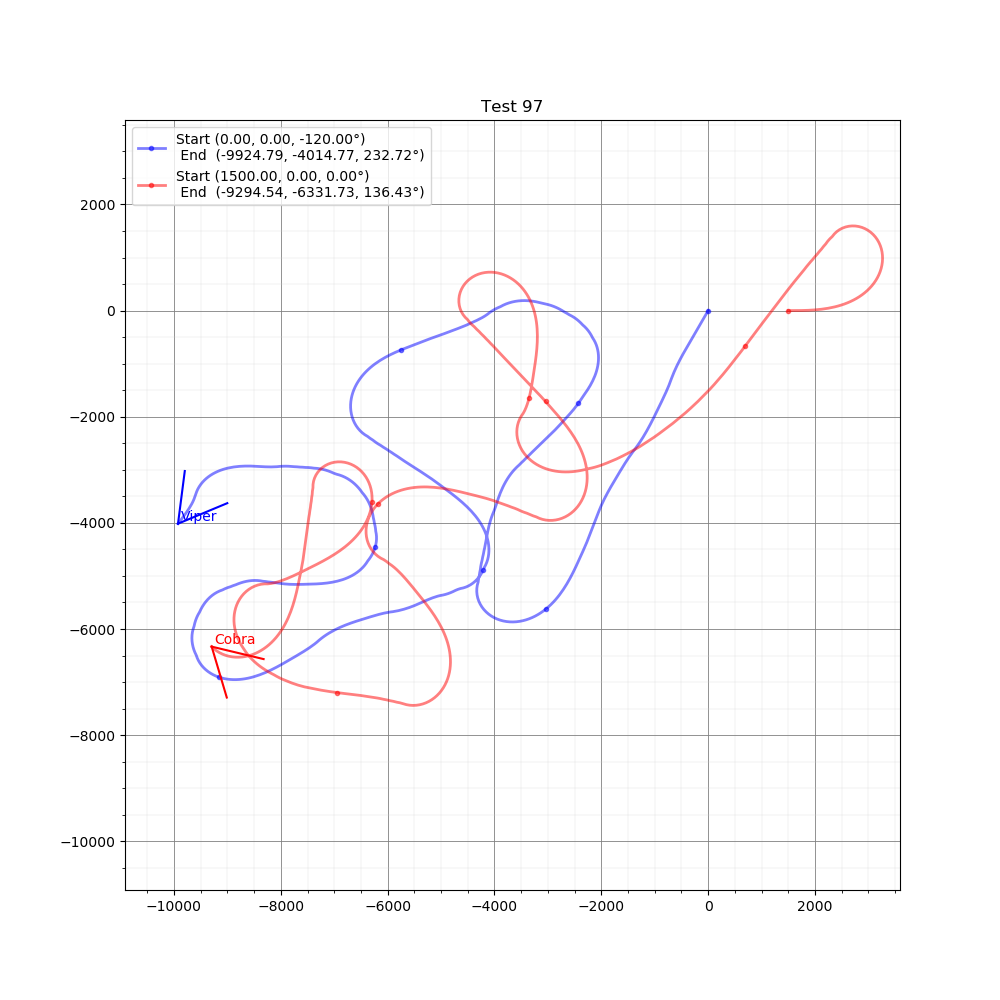 Test 97
Start (0.00, 0.00, -120.00°)
End  (-9924.79, -4014.77, 232.72°)
Start (1500.00, 0.00, 0.00°)
End  (-9294.54, -6331.73, 136.43°)
2000
0
−2000
−4000
−6000
−8000
−10000
Viper
Cobra
−10000 −8000 −6000 −4000 −2000 0 2000